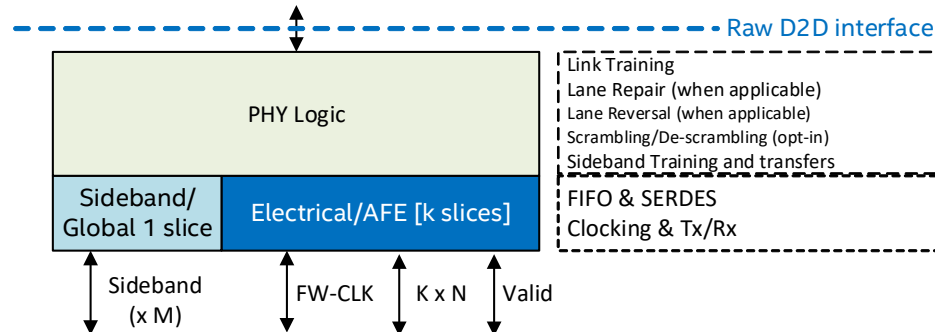 Raw D2D interface
PHY Logic
Link Training
Lane Repair (when applicable)
Lane Reversal (when applicable)
Scrambling/De-scrambling (opt-in)
Sideband Training and transfers
Sideband/
Global 1 slice
Electrical/AFE [k slices]
FIFO & SERDES
Clocking & Tx/Rx
Sideband
(x M)
FW-CLK
K x N
Valid